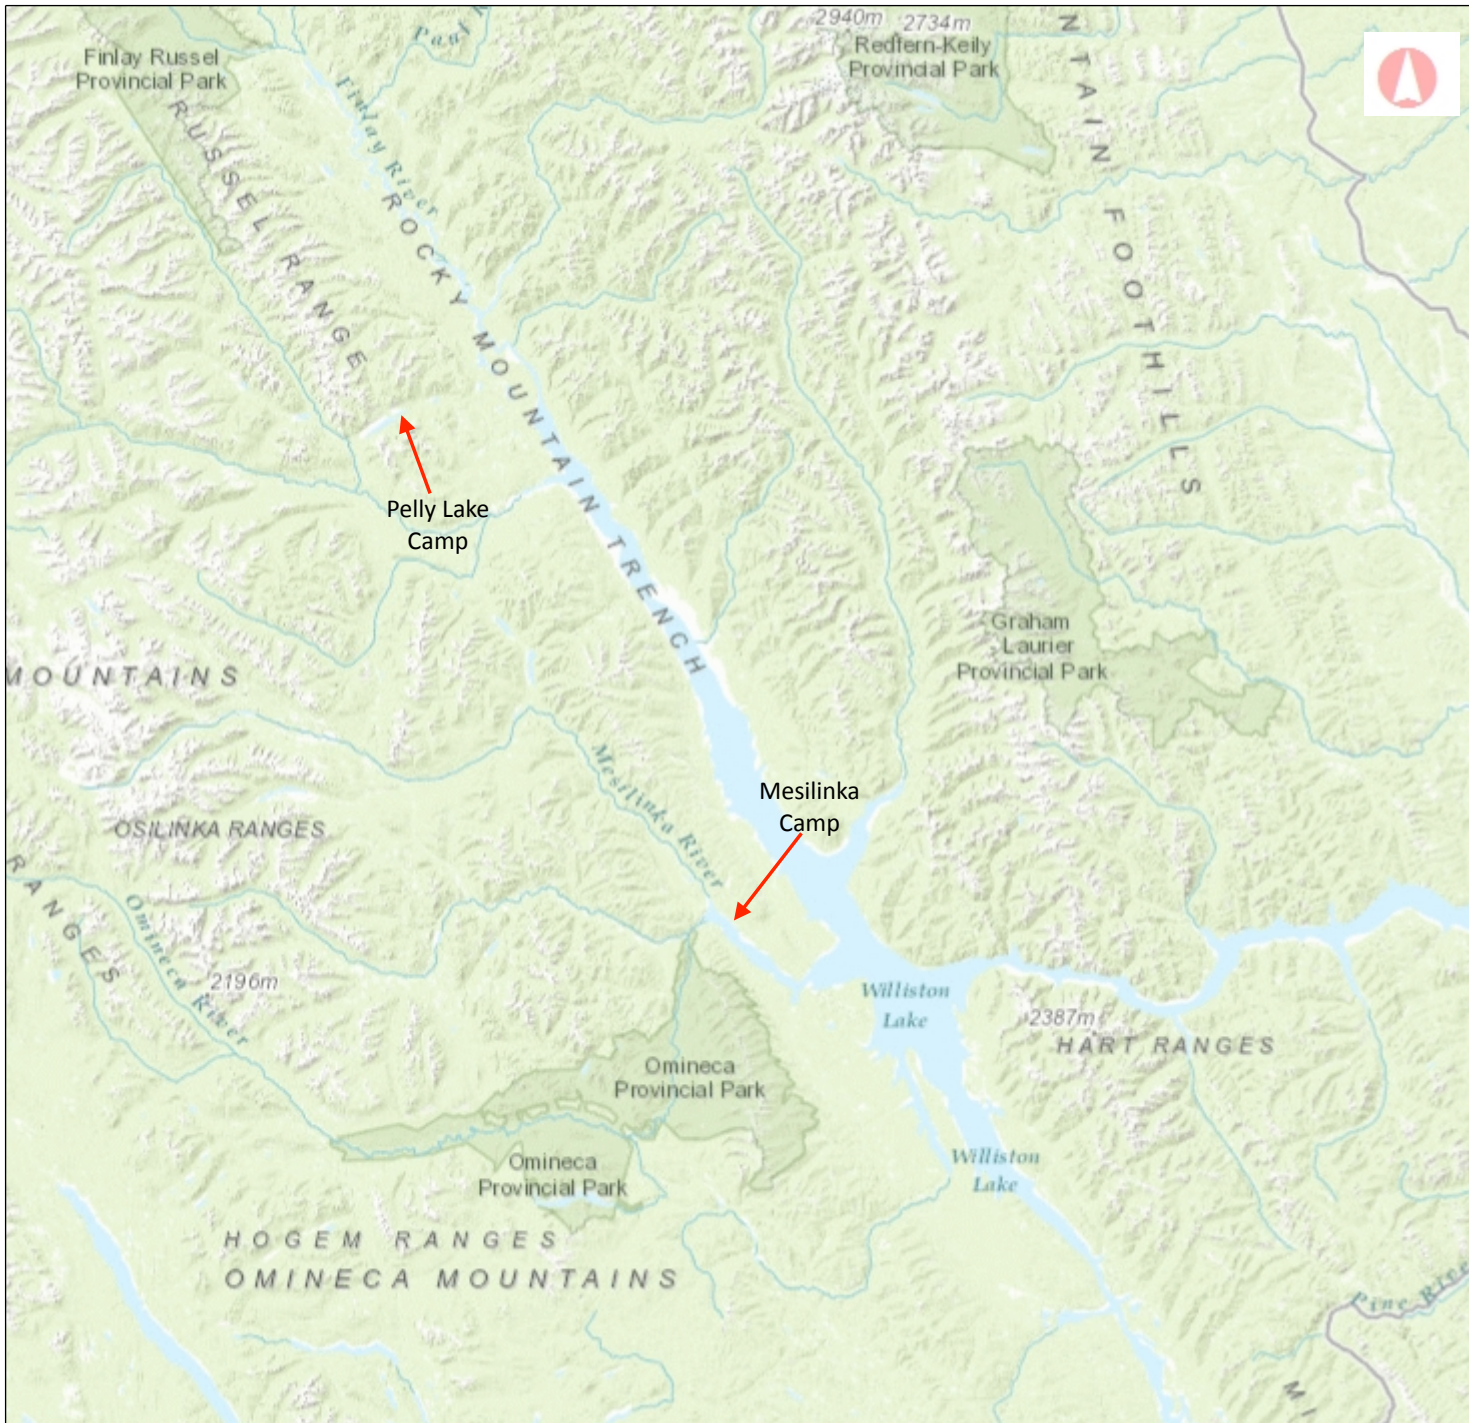 2940m
2734m
Finlay Russel
Provincial Park
Redfern-Keily
Provincial Park
Finlay River
RUSSEL RANGE
ROCKY MOUNTAIN TRENCH
FOOTHILLS
Pelly Lake
Camp
Graham
Laurier
Provincial Park
MOUNTAINS
Mesilinka River
Mesilinka
Camp
OSILINKA RANGES
RANGES
Omineca River
2196m
Williston
Lake
2387m
HART RANGES
Omineca
Provincial Park
Omineca
Provincial Park
Williston
Lake
HOGEM RANGES
OMINECA MOUNTAINS
Pine River